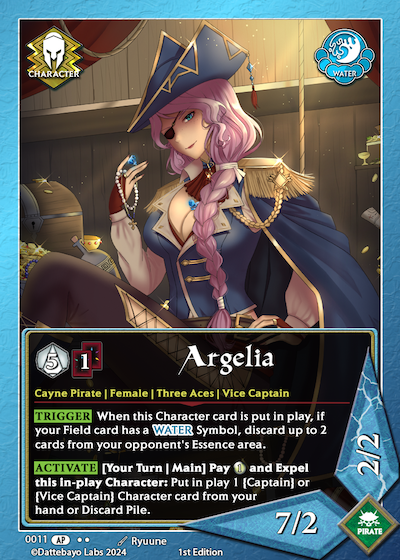 CHARACTER
WATER
5 1 Argelia
Cayne Pirate | Female | Three Aces | Vice Captain
TRIGGER When this Character card is put in play, if
your Field card has a WATER Symbol, discard up to 2
cards from your opponent's Essence area.
ACTIVATE [Your Turn | Main] Pay 1 and Expel
this in-play Character: Put in play 1 [Captain] or
[Vice Captain] Character card from your
hand or Discard Pile.
2/2
7/2
PIRATE
0011 AP Ryuune
©Dattebayo Labs 2024 1st Edition